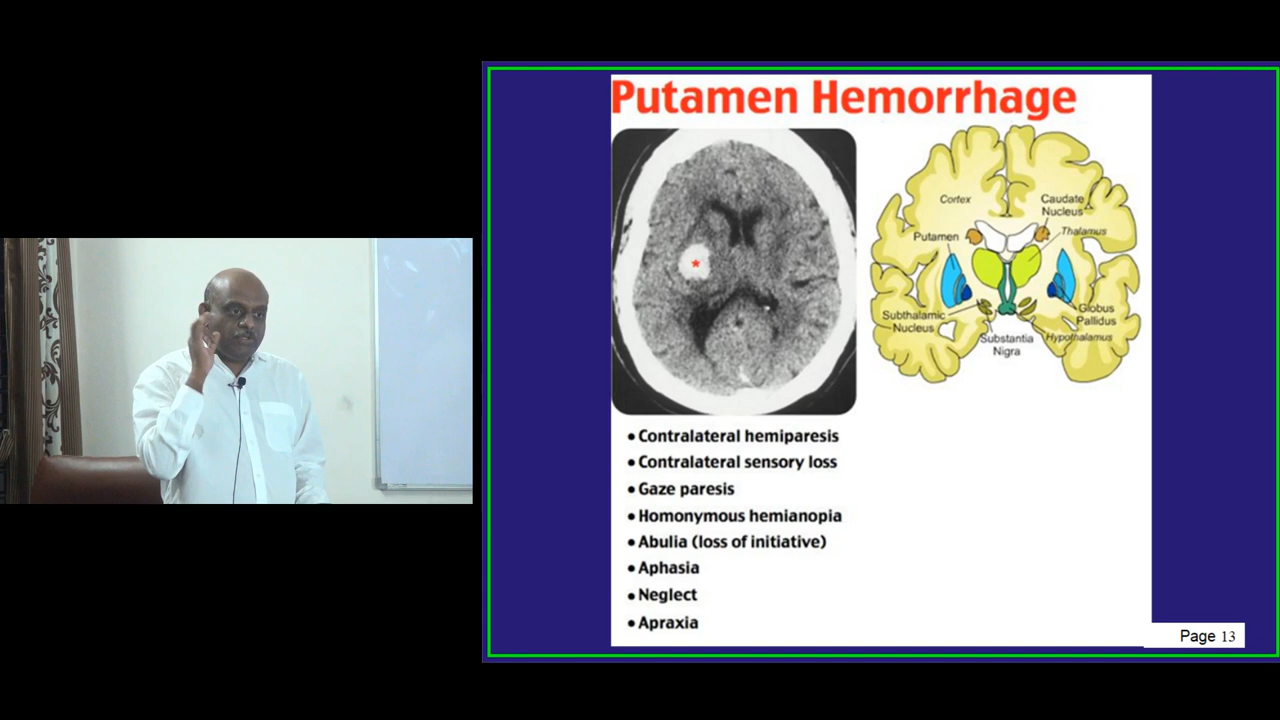 Putamen Hemorrhage
Cortex
Caudate
Nucleus
Thalamus
Putamen
Subthalamic
Nucleus
Globus
Pallidus
Substantia
Nigra
Hypothalamus
• Contralateral hemiparesis
• Contralateral sensory loss
• Gaze paresis
• Homonymous hemianopia
• Abulia (loss of initiative)
• Aphasia
• Neglect
• Apraxia
Page 13